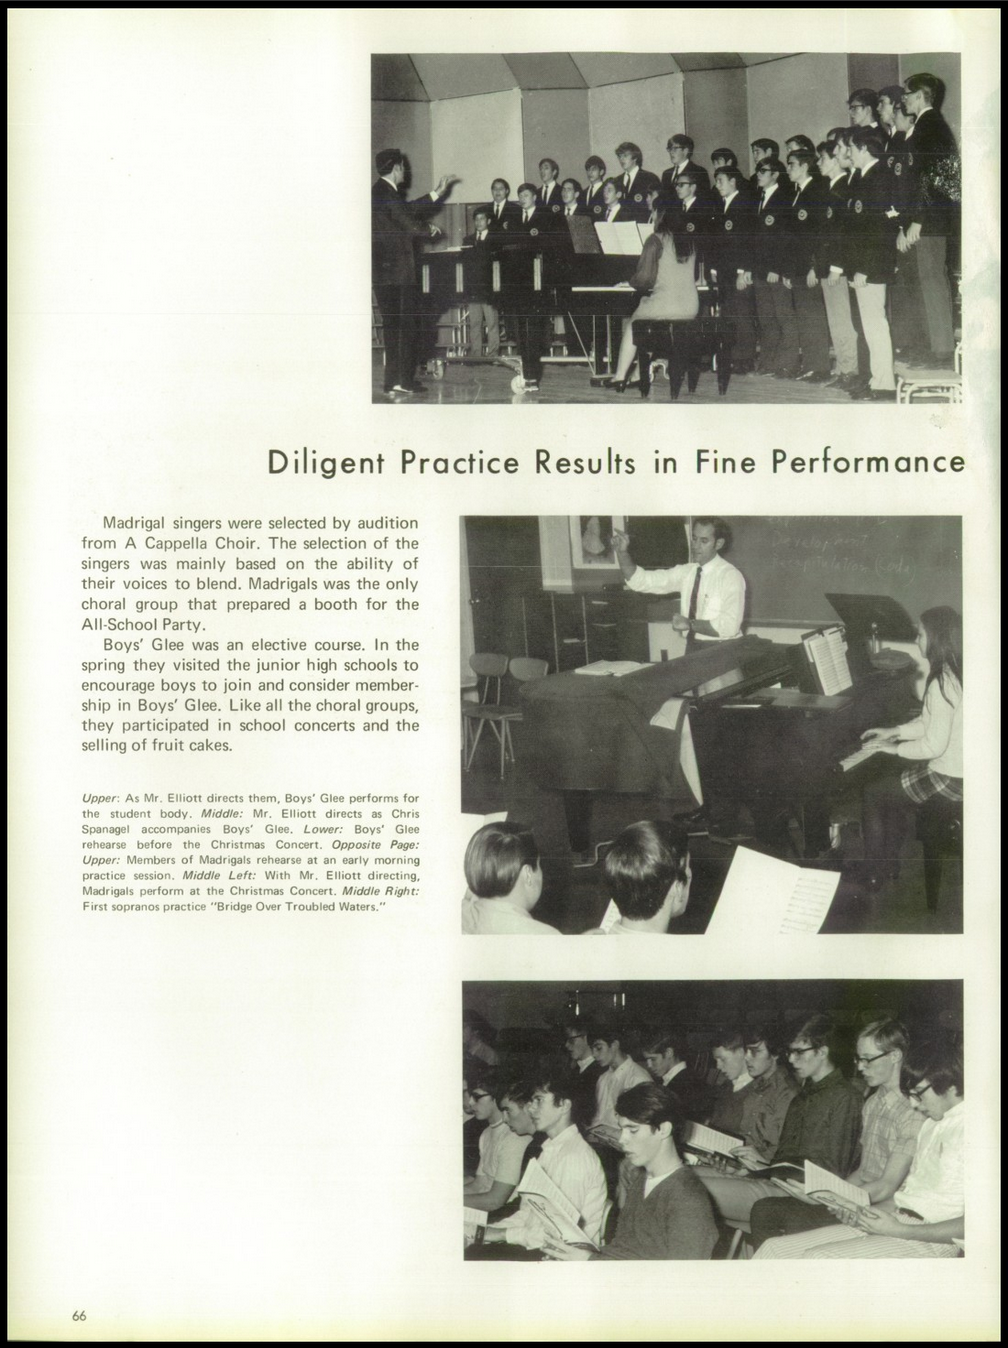 Diligent Practice Results in Fine Performance
Madrigal singers were selected by audition
from A Cappella Choir. The selection of the
singers was mainly based on the ability of
their voices to blend. Madrigals was the only
choral group that prepared a booth for the
All-School Party.
Boys' Glee was an elective course. In the
spring they visited the junior high schools to
encourage boys to join and consider member-
ship in Boys' Glee. Like all the choral groups,
they participated in school concerts and the
selling of fruit cakes.
Upper: As Mr. Elliott directs them, Boys' Glee performs for
the student body. Middle: Mr. Elliott directs as Chris
Spanagel accompanies Boys' Glee. Lower: Boys' Glee
rehearse before the Christmas Concert. Opposite Page:
Upper: Members of Madrigals rehearse at an early morning
practice session. Middle Left: With Mr. Elliott directing,
Madrigals perform at the Christmas Concert. Middle Right:
First sopranos practice "Bridge Over Troubled Waters."
Development
66